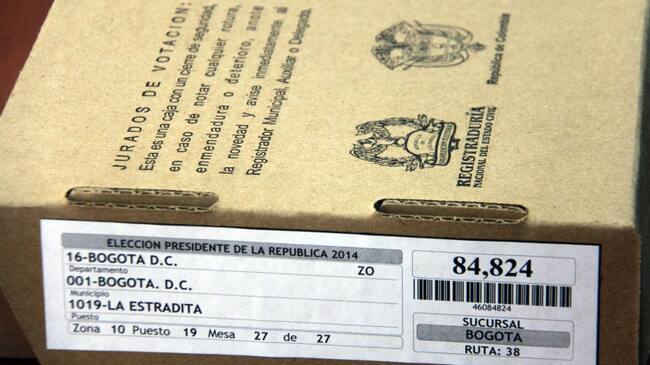 JURADOS DE VOTACION:
Esta es una caja con un cierre de seguridad,
en caso de notar cualquier rotura,
enmendadura o deterioro, anote
la novedad y avise inmediatamente al
Registrador Municipal, Auxiliar o Delegado.
República de Colombia
REGISTRADURÍA
NACIONAL DEL ESTADO CIVIL
ELECCION PRESIDENTE DE LA REPUBLICA 2014
16-BOGOTA D.C. ZO
Departamento
001-BOGOTA. D.C.
Municipio
1019-LA ESTRADITA
Puesto
Zona 10 Puesto 19 Mesa 27 de 27
84,824
46084824
SUCURSAL
BOGOTA
RUTA: 38